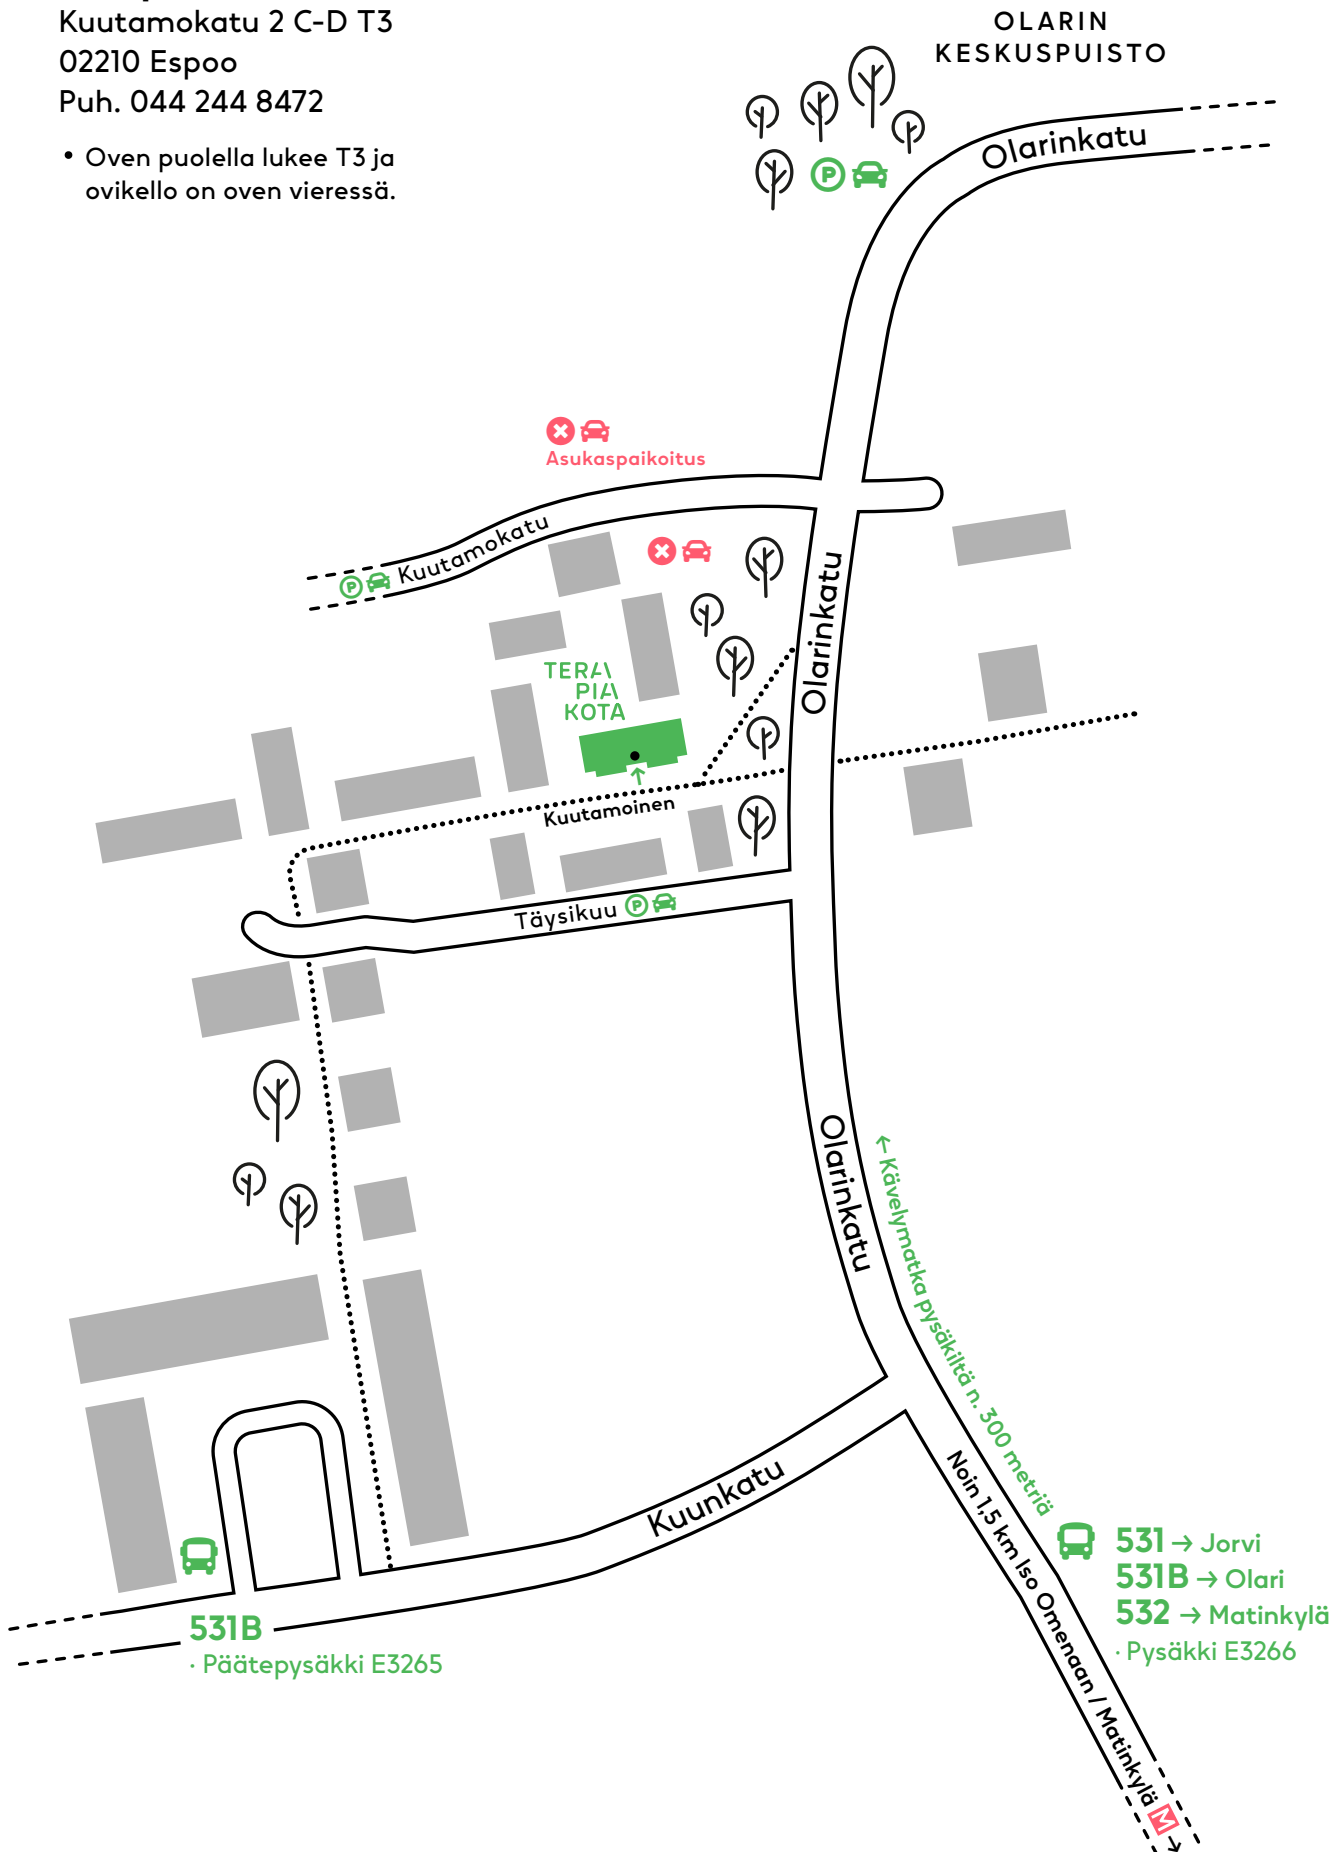 Kuutamokatu 2 C-D T3
02210 Espoo
Puh. 044 244 8472
• Oven puolella lukee T3 ja
ovikello on oven vieressä.
OLARIN
KESKUSPUISTO
P
Olarinkatu
Asukaspaikoitus
P
Kuutamokatu
Olarinkatu
TERA
PIA
KOTA
Kuutamoinen
Täysikuu
P
Olarinkatu
← Kävelymatka pysäkiltä n. 300 metriä
Kuunkatu
Noin 1,5 km Iso Omenaan / Matinkylä M →
531 → Jorvi
531B → Olari
532 → Matinkylä
· Pysäkki E3266
531B
· Päätepysäkki E3265